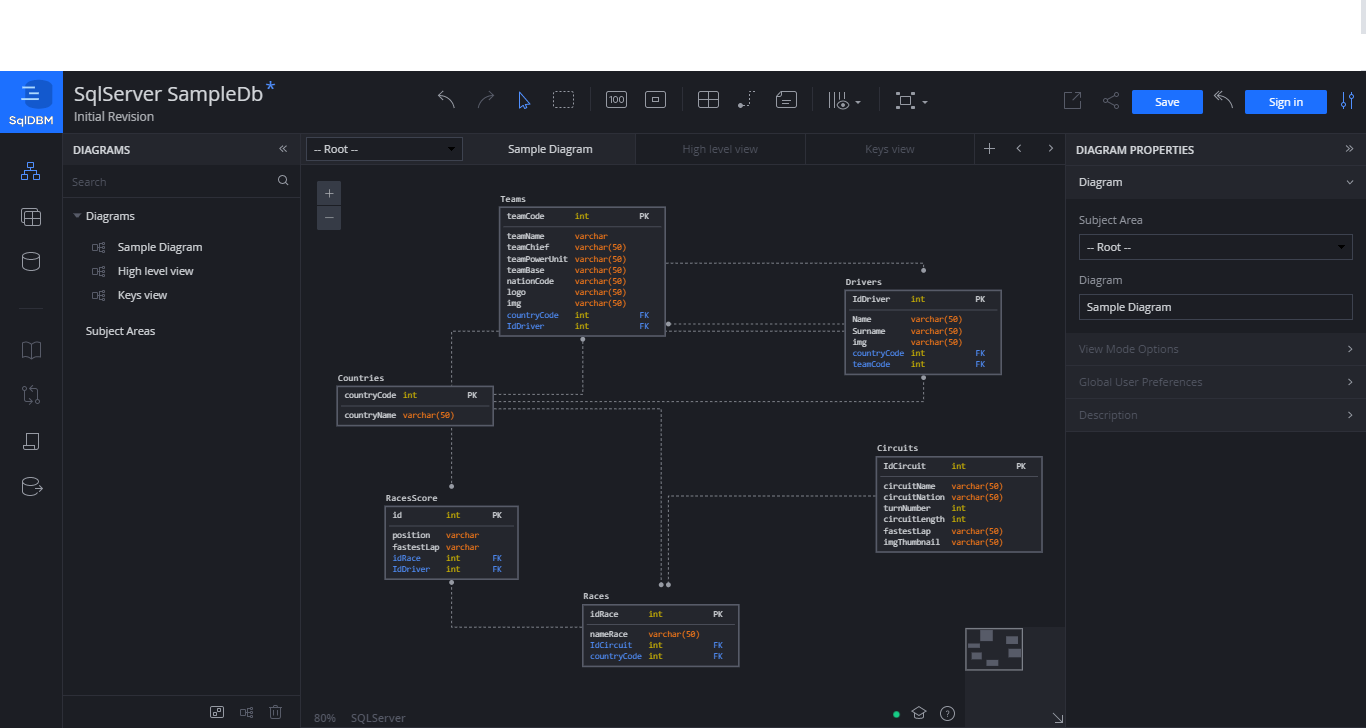 SqlDBM
SqlServer SampleDb*
Initial Revision
100
Save
Sign in
DIAGRAMS
«
Search
Diagrams
Sample Diagram
High level view
Keys view
Subject Areas
-- Root --
Sample Diagram
High level view
Keys view
+
<
>
+
−
Teams
teamCode int PK
teamName varchar
teamChief varchar(50)
teamPowerUnit varchar(50)
teamBase varchar(50)
nationCode varchar(50)
logo varchar(50)
img varchar(50)
countryCode int FK
IdDriver int FK
Drivers
IdDriver int PK
Name varchar(50)
Surname varchar(50)
img varchar(50)
countryCode int FK
teamCode int FK
Countries
countryCode int PK
countryName varchar(50)
Circuits
IdCircuit int PK
circuitName varchar(50)
circuitNation varchar(50)
turnNumber int
circuitLength int
fastestLap varchar(50)
imgThumbnail varchar(50)
RacesScore
id int PK
position varchar
fastestLap varchar
idRace int FK
IdDriver int FK
Races
idRace int PK
nameRace varchar(50)
IdCircuit int FK
countryCode int FK
80% SQLServer
?
DIAGRAM PROPERTIES
»
Diagram
Subject Area
-- Root --
Diagram
Sample Diagram
View Mode Options
Global User Preferences
Description